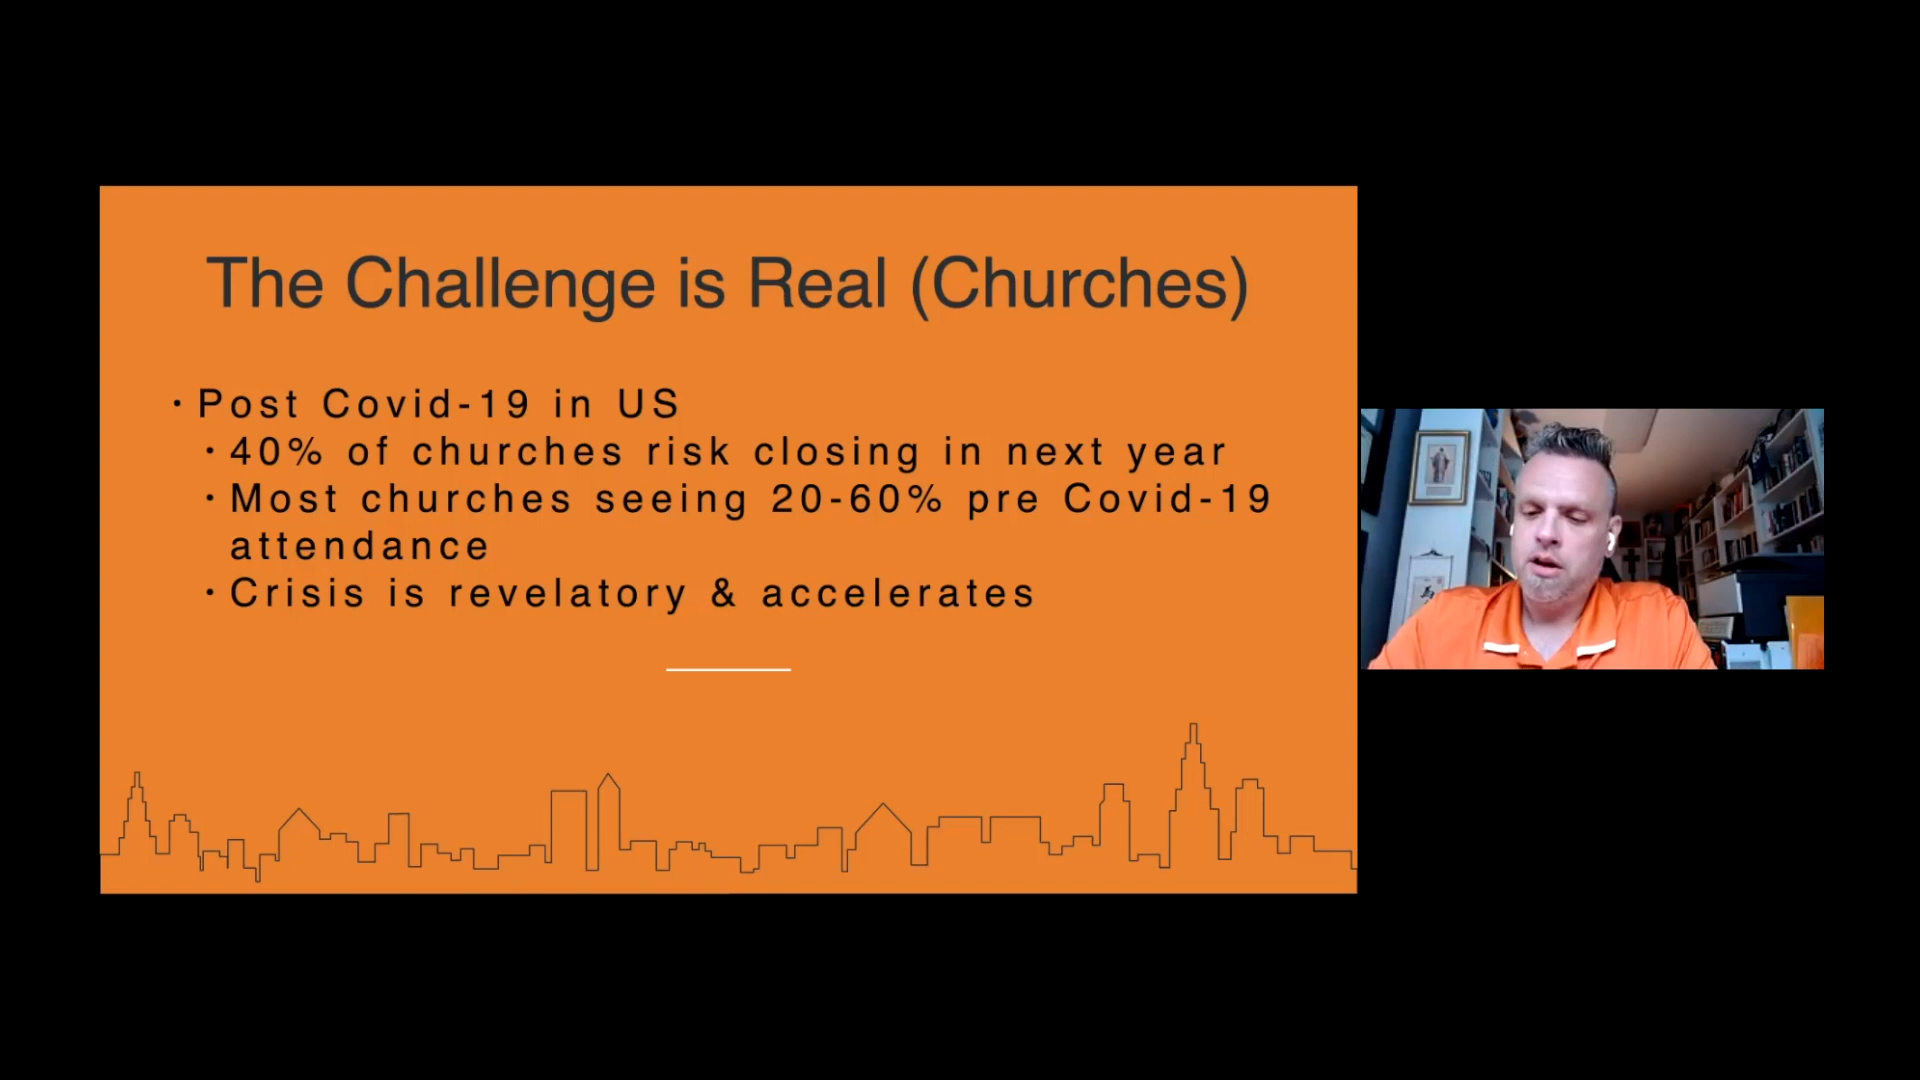 The Challenge is Real (Churches)
• Post Covid-19 in US
• 40% of churches risk closing in next year
• Most churches seeing 20-60% pre Covid-19
attendance
• Crisis is revelatory & accelerates